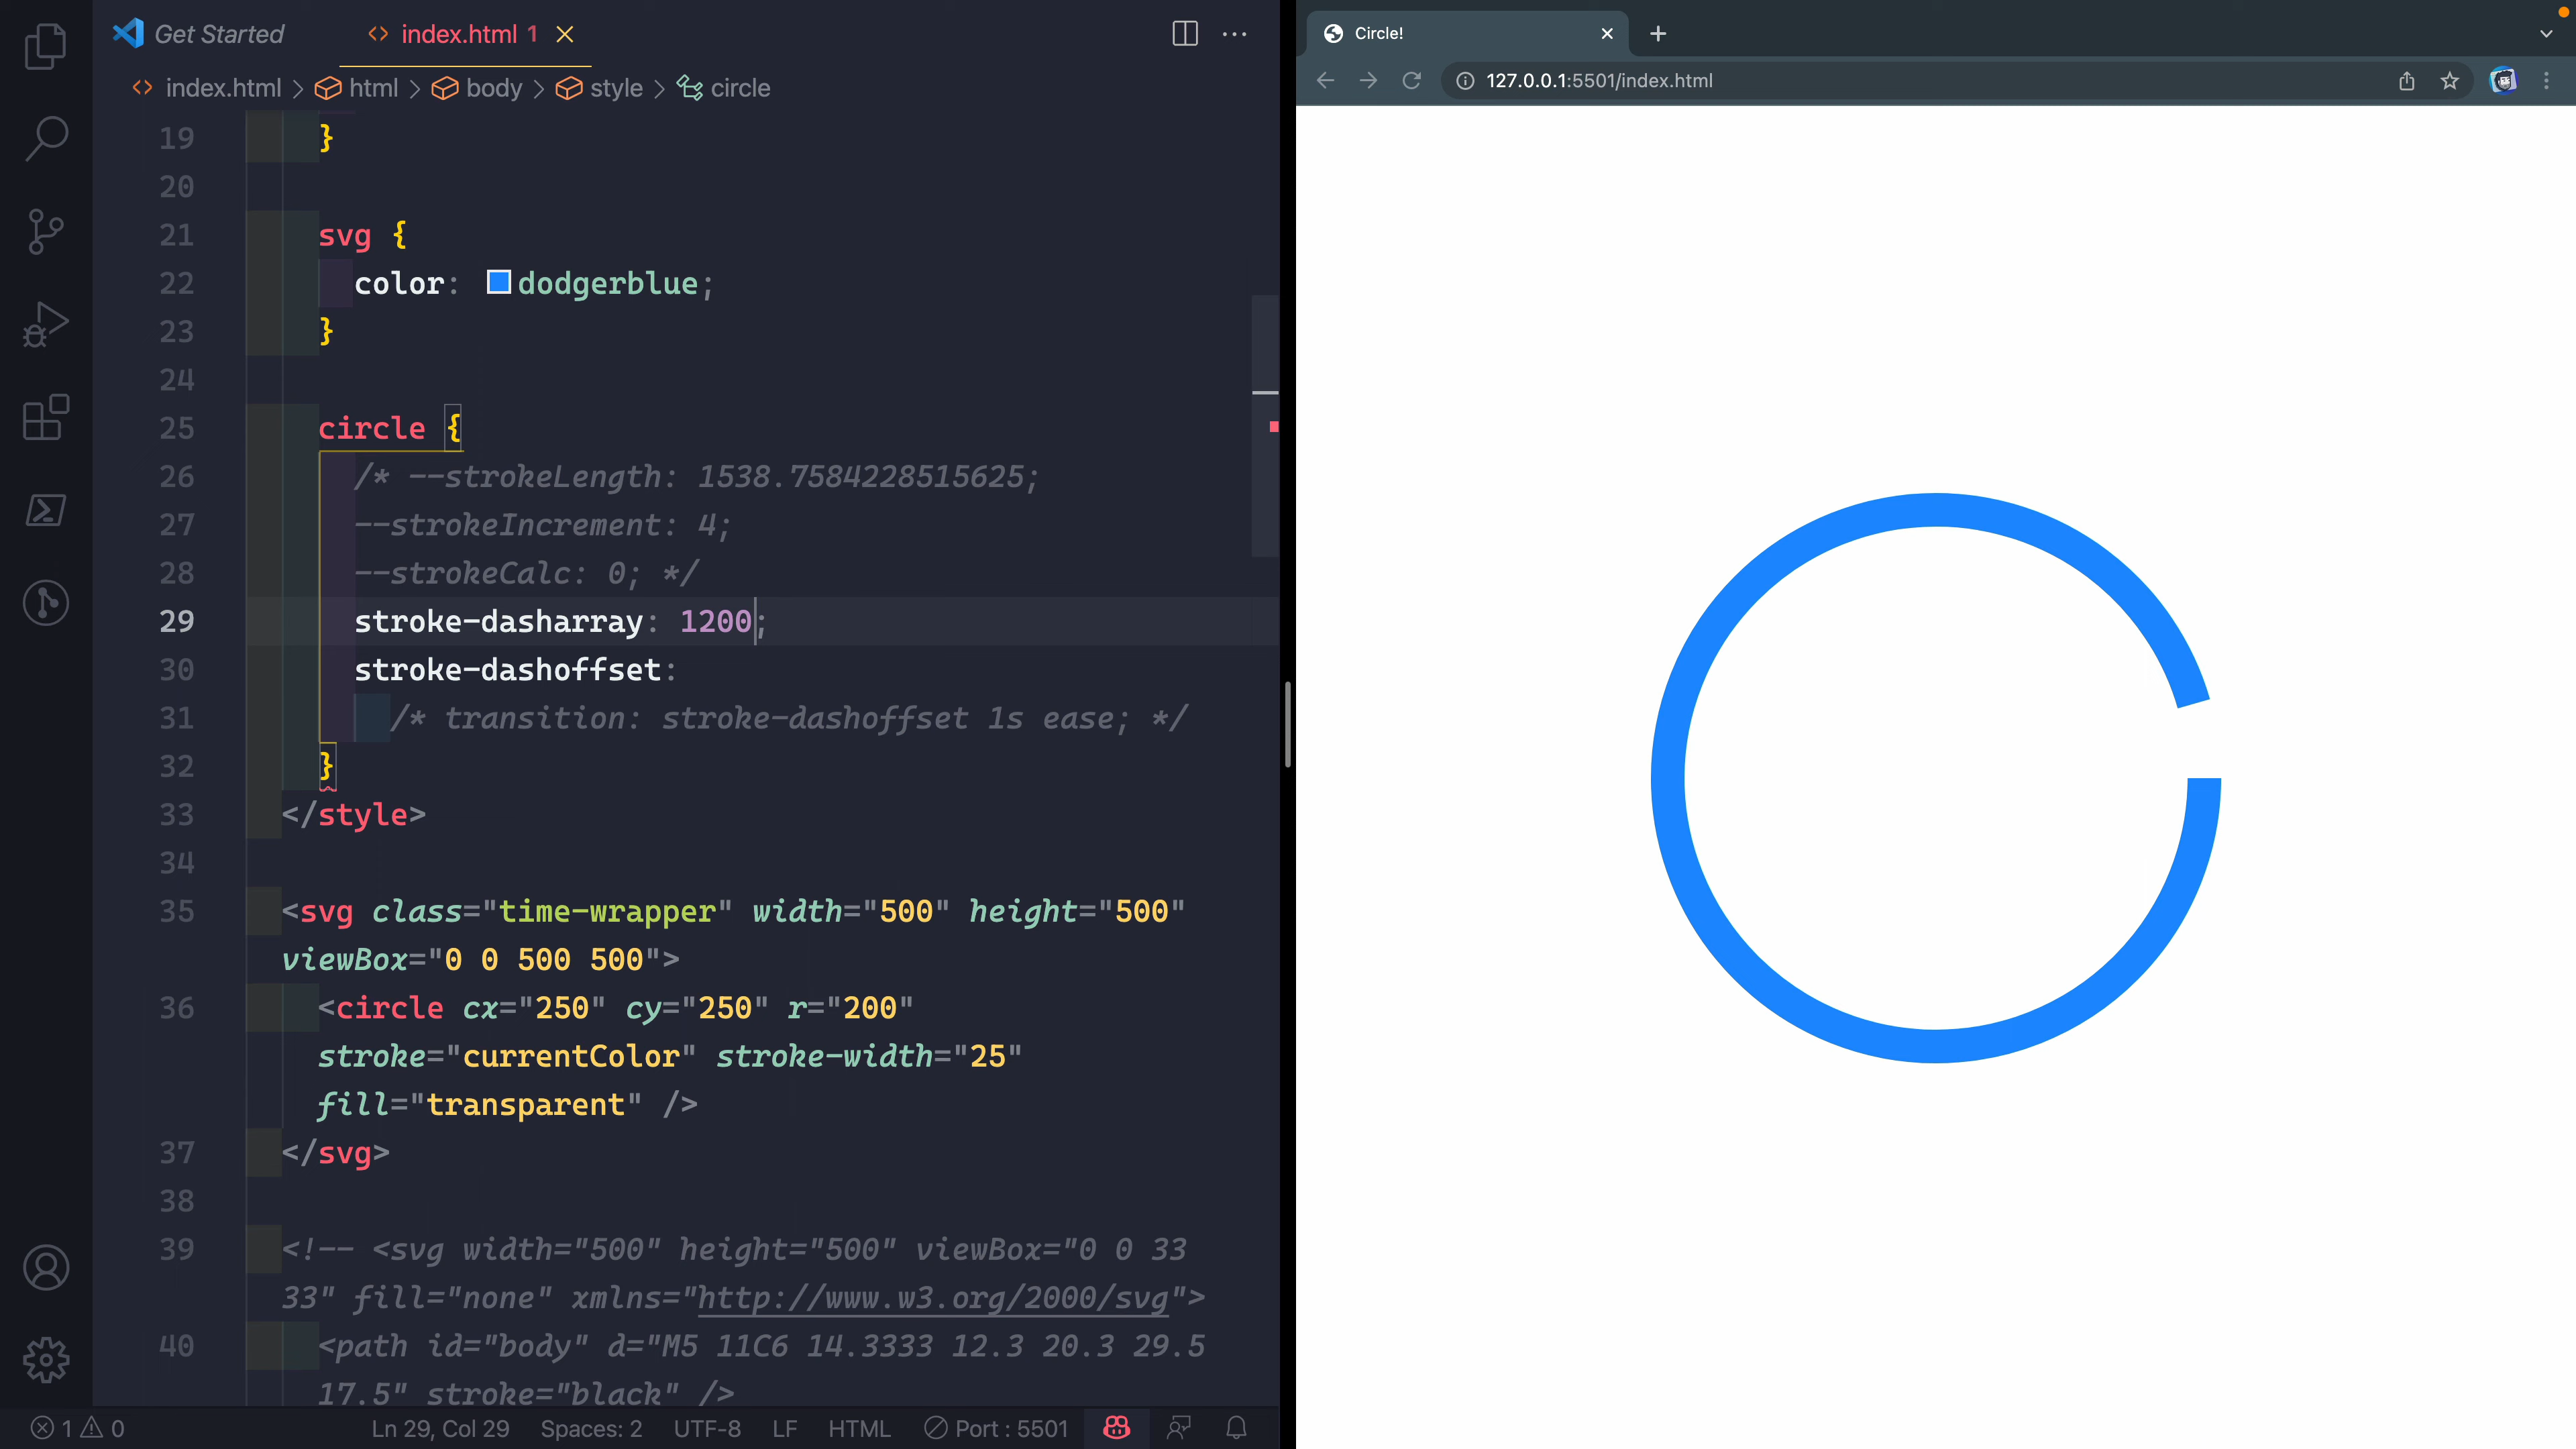 Get Started
index.html 1
index.html > html > body > style > circle
19 }
20
21 svg {
22 color: dodgerblue;
23 }
24
25 circle {
26 /* --strokeLength: 1538.7584228515625;
27 --strokeIncrement: 4;
28 --strokeCalc: 0; */
29 stroke-dasharray: 1200;
30 stroke-dashoffset:
31 /* transition: stroke-dashoffset 1s ease; */
32 }
33 </style>
34
35 <svg class="time-wrapper" width="500" height="500"
viewBox="0 0 500 500">
36 <circle cx="250" cy="250" r="200"
stroke="currentColor" stroke-width="25"
fill="transparent" />
37 </svg>
38
39 <!-- <svg width="500" height="500" viewBox="0 0 33
33" fill="none" xmlns="http://www.w3.org/2000/svg">
40 <path id="body" d="M5 11C6 14.3333 12.3 20.3 29.5
17.5" stroke="black" />
1 0 Ln 29, Col 29 Spaces: 2 UTF-8 LF HTML Port : 5501
Circle!
127.0.0.1:5501/index.html